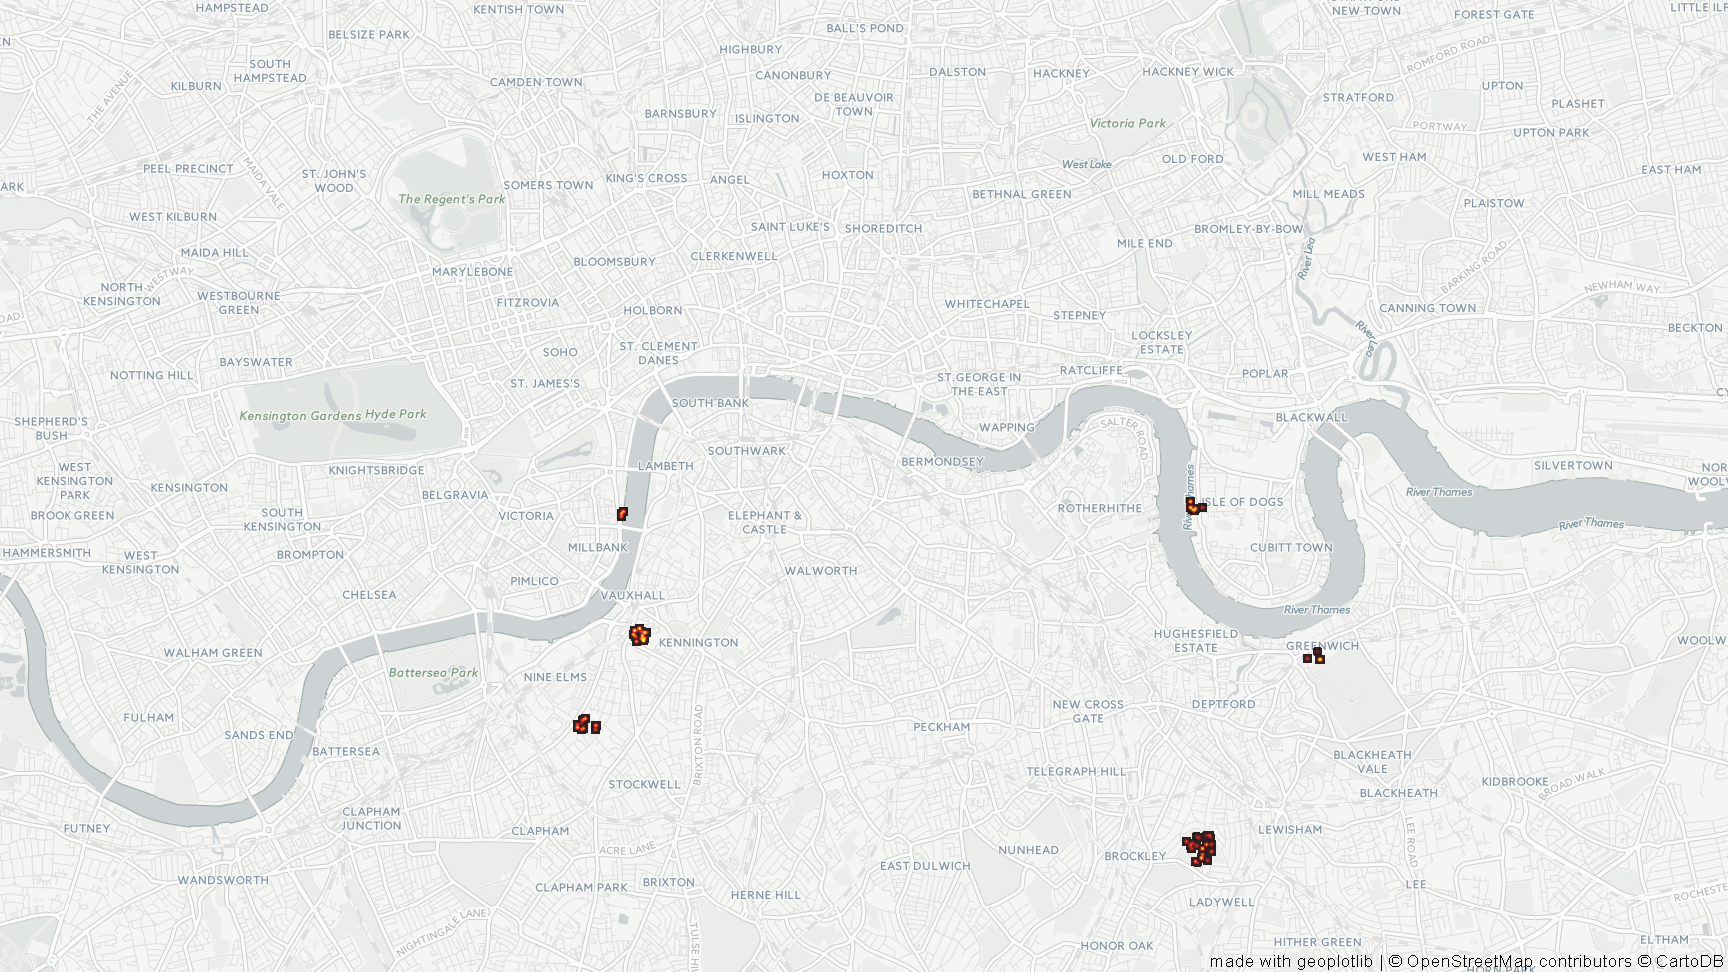 HAMPSTEAD
KENTISH TOWN
NEW TOWN
FOREST GATE
LITTLE ILF
BELSIZE PARK
BALL'S POND
HIGHBURY
ROMFORD ROAD
SOUTH
HAMPSTEAD
KILBURN
THE AVENUE
CAMDEN TOWN
CANONBURY
DALSTON
HACKNEY
HACKNEY WICK
UPTON
STRATFORD
PLASHET
DE BEAUVOIR
TOWN
BARNSBURY
ISLINGTON
Victoria Park
PORTWAY
UPTON PARK
PEEL PRECINCT
MAIDA VALE
ST. JOHN'S
WOOD
SOMERS TOWN
KING'S CROSS
ANGEL
HOXTON
West Lake
OLD FORD
WEST HAM
EAST HAM
ARK
The Regent's Park
BETHNAL GREEN
MILL MEADS
PLAISTOW
WEST KILBURN
SAINT LUKE'S
SHOREDITCH
BROMLEY-BY-BOW
MILE END
MAIDA HILL
WESTWAY
MARYLEBONE
BLOOMSBURY
CLERKENWELL
River Lea
BARKING ROAD
NEWHAM WAY
NORTH
KENSINGTON
WESTBOURNE
GREEN
FITZROVIA
HOLBORN
WHITECHAPEL
STEPNEY
CANNING TOWN
BECKTON
ROAD
LOCKSLEY
ESTATE
River Lea
SOHO
ST. CLEMENT
DANES
BAYSWATER
NOTTING HILL
ST. JAMES'S
ST.GEORGE IN
THE EAST
RATCLIFFE
POPLAR
Kensington Gardens
Hyde Park
SOUTH BANK
BLACKWALL
SHEPHERD'S
BUSH
WAPPING
SALTER ROAD
SOUTHWARK
BERMONDSEY
WEST
KENSINGTON
PARK
KNIGHTSBRIDGE
LAMBETH
SILVERTOWN
KENSINGTON
BELGRAVIA
River Thames
River Thames
ISLE OF DOGS
BROOK GREEN
SOUTH
KENSINGTON
VICTORIA
ELEPHANT &
CASTLE
ROTHERHITHE
River Thames
HAMMERSMITH
WEST
KENSINGTON
BROMPTON
MILLBANK
CUBITT TOWN
PIMLICO
WALWORTH
CHELSEA
VAUXHALL
River Thames
WALHAM GREEN
KENNINGTON
HUGHESFIELD
ESTATE
GREENWICH
WOOLW
Battersea Park
NINE ELMS
FULHAM
SANDS END
BRIXTON ROAD
PECKHAM
NEW CROSS
GATE
DEPTFORD
BATTERSEA
BLACKHEATH
VALE
TELEGRAPH HILL
STOCKWELL
KIDBROOKE
BROAD WALK
BLACKHEATH
CLAPHAM
JUNCTION
CLAPHAM
LEWISHAM
LEE ROAD
ACRE LANE
NUNHEAD
BROCKLEY
EAST DULWICH
WANDSWORTH
CLAPHAM PARK
BRIXTON
HERNE HILL
LEE
ROCHESTER
LADYWELL
NIGHTINGALE LANE
TULSE HI
HONOR OAK
HITHER GREEN
ELTHAM
made with geoplotlib | © OpenStreetMap contributors © CartoDB